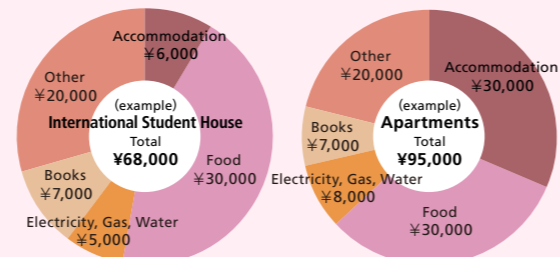 Accommodation
¥6,000
Other
¥20,000
(example)
International Student House
Total
¥68,000
Food
¥30,000
Books
¥7,000
Electricity, Gas, Water
¥5,000
Accommodation
¥30,000
Other
¥20,000
(example)
Apartments
Total
¥95,000
Books
¥7,000
Electricity, Gas, Water
¥8,000
Food
¥30,000